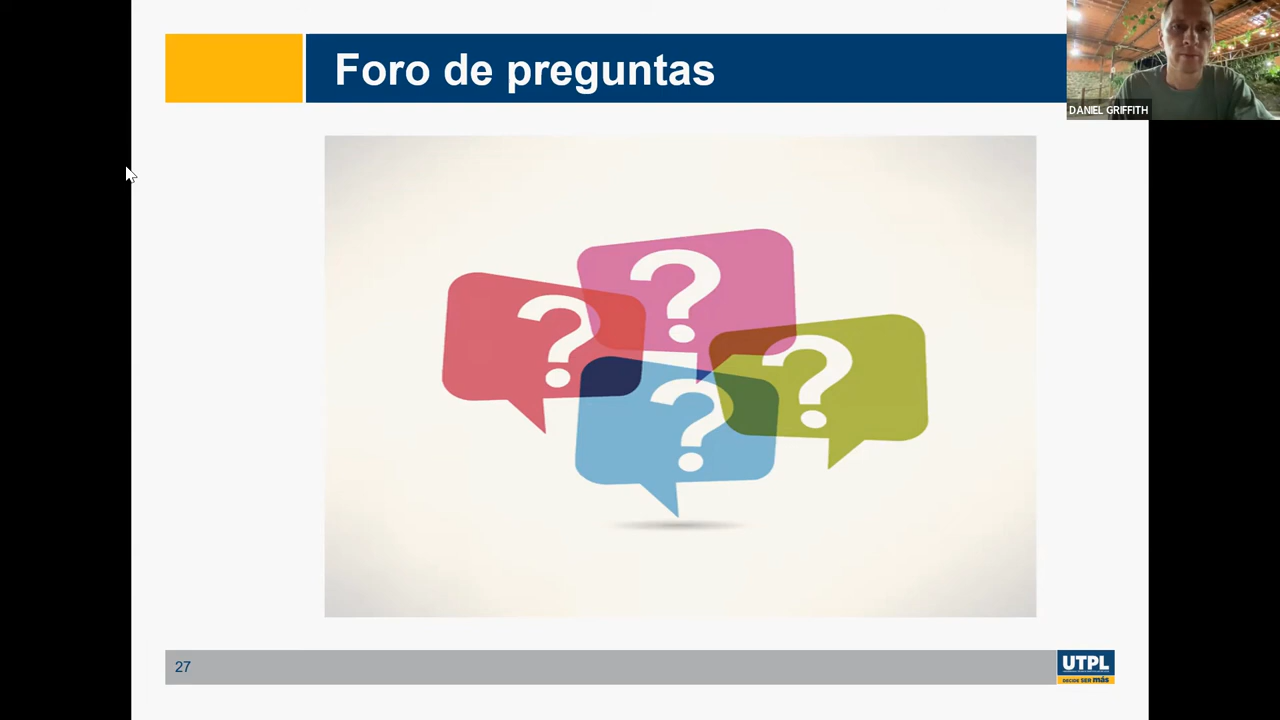 Foro de preguntas
DANIEL GRIFFITH
?
?
?
?
27
UTPL
DECIDE SER más